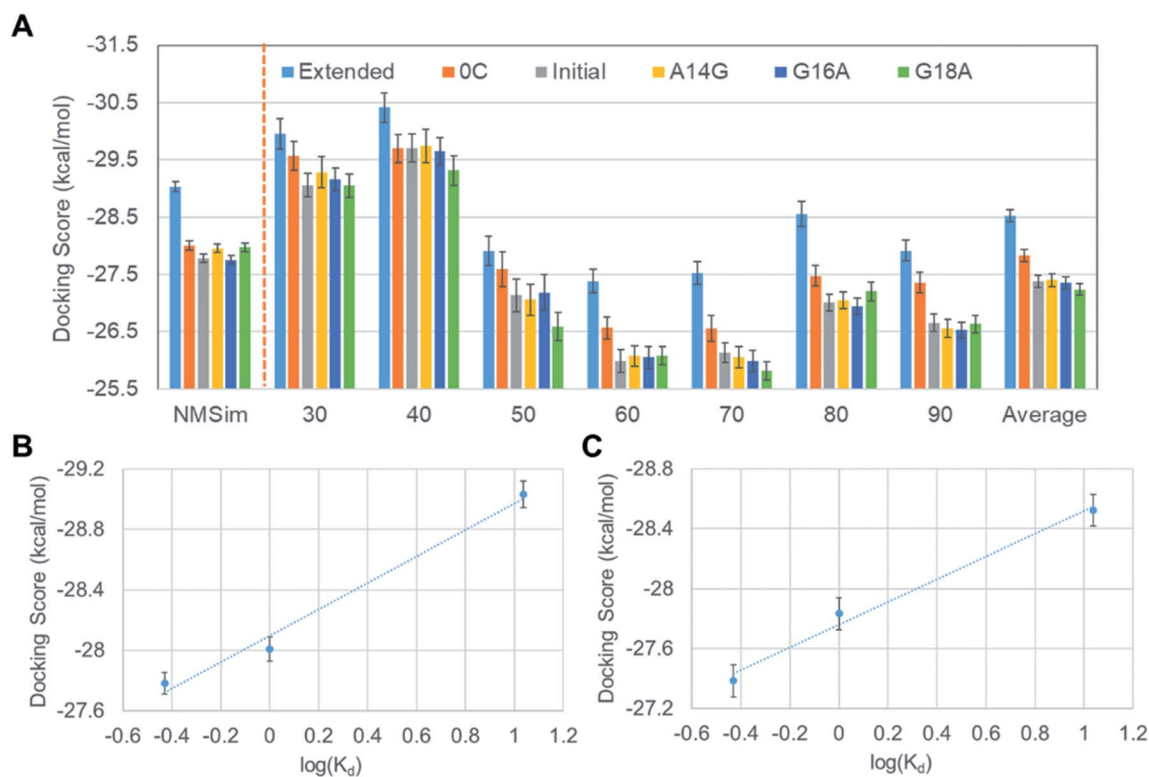 A
Docking Score (kcal/mol)
-31.5
-30.5
-29.5
-28.5
-27.5
-26.5
-25.5
Extended 0C Initial A14G G16A G18A
NMSim 30 40 50 60 70 80 90 Average
B
Docking Score (kcal/mol)
-29.2
-28.8
-28.4
-28
-27.6
-0.6 -0.4 -0.2 0 0.2 0.4 0.6 0.8 1 1.2
log(Kd)
C
Docking Score (kcal/mol)
-28.8
-28.4
-28
-27.6
-27.2
-0.6 -0.4 -0.2 0 0.2 0.4 0.6 0.8 1 1.2
log(Kd)